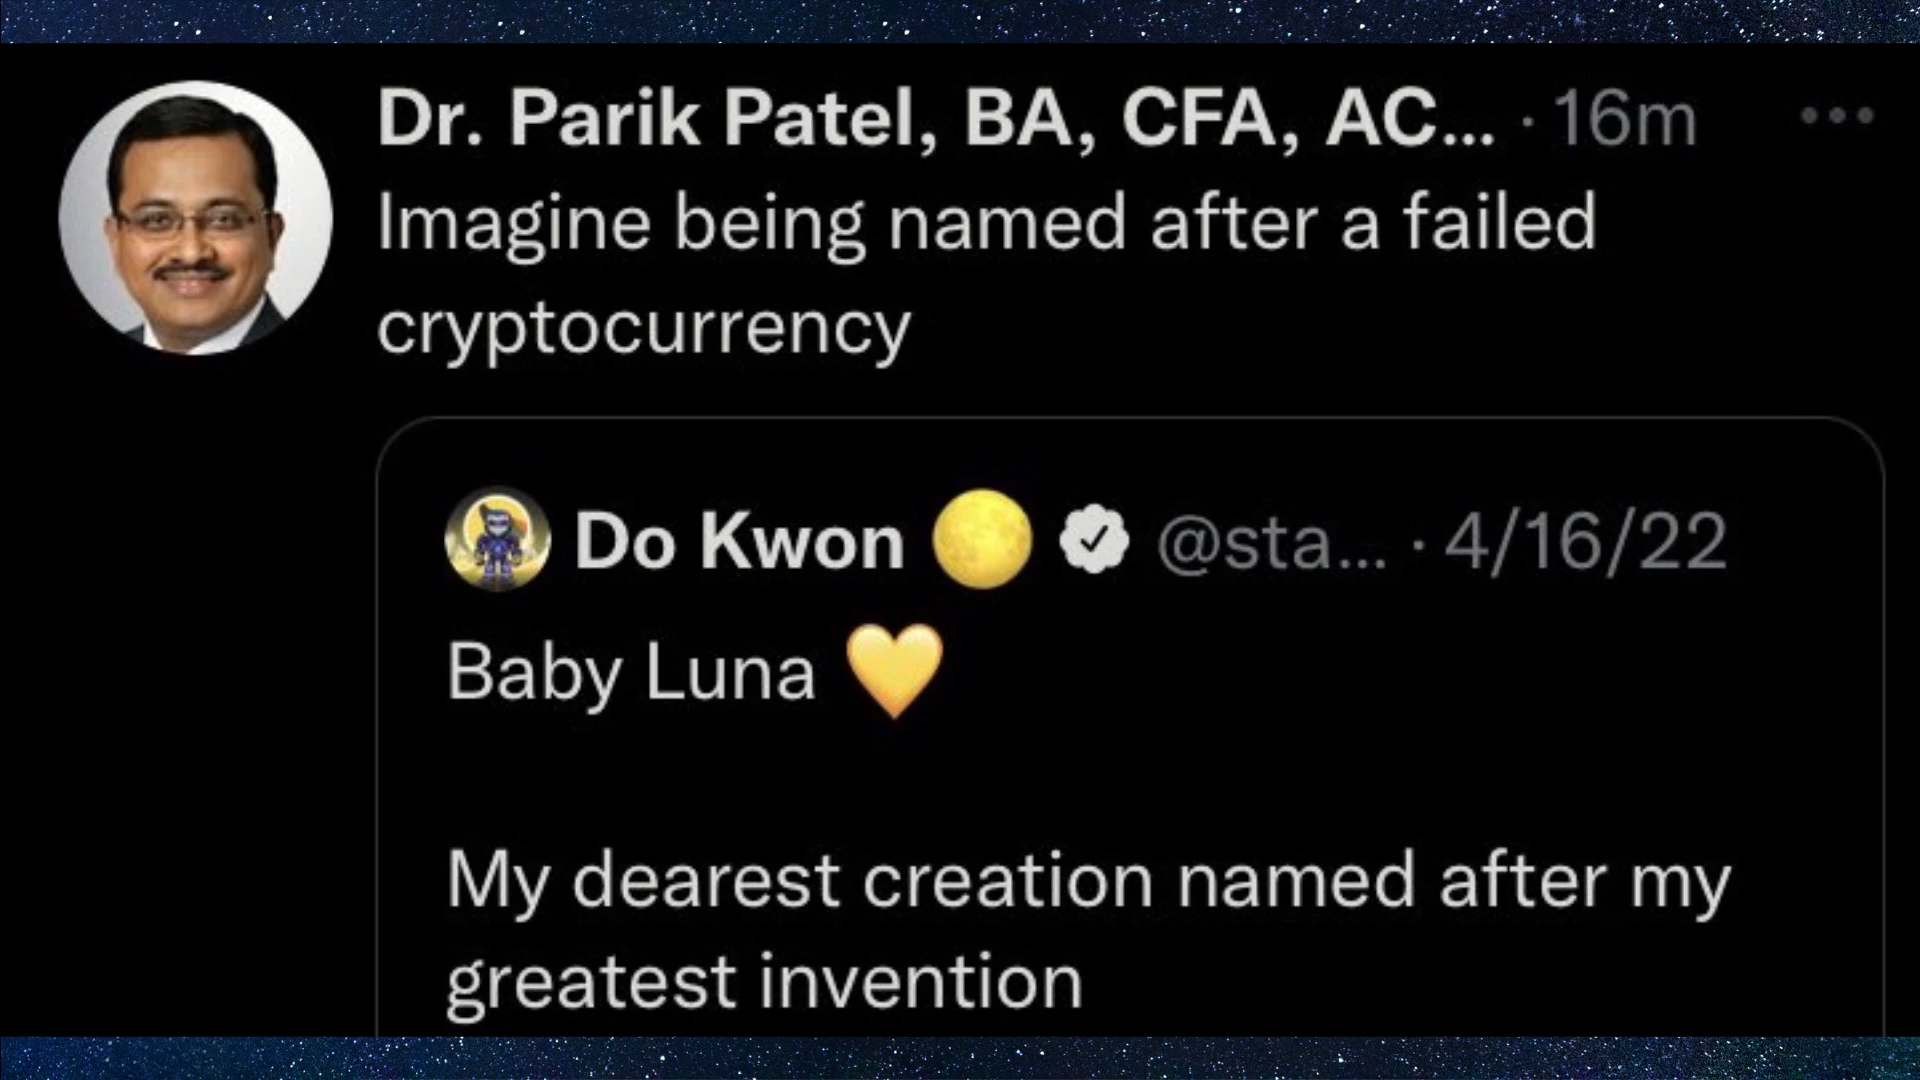 Dr. Parik Patel, BA, CFA, AC... · 16m
Imagine being named after a failed
cryptocurrency
Do Kwon 🌕 @sta... · 4/16/22
Baby Luna 💛
My dearest creation named after my
greatest invention